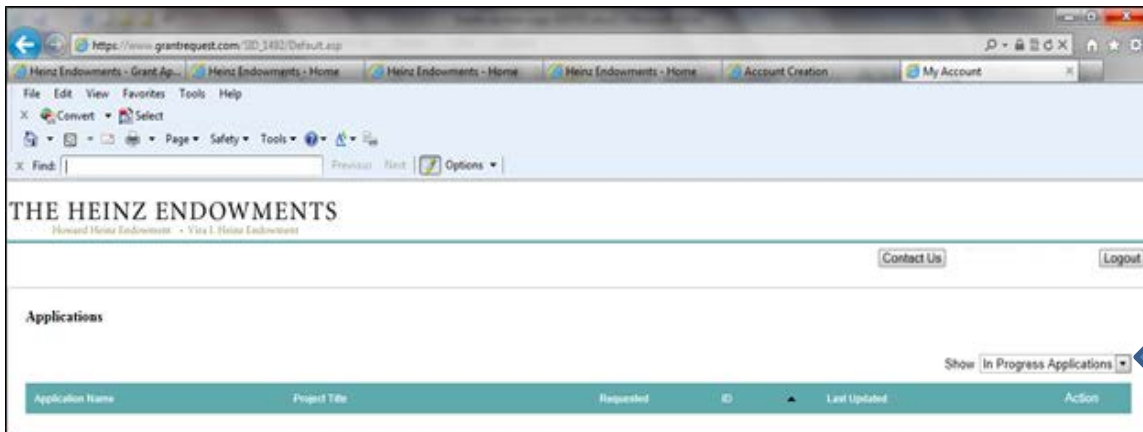 https://www.grantrequest.com/SID_1492/Default.asp
Heinz Endowments - Grant Ap... Heinz Endowments - Home Heinz Endowments - Home Heinz Endowments - Home Account Creation My Account
File Edit View Favorites Tools Help
x Convert Select
Page Safety Tools
x Find: Previous Next Options
THE HEINZ ENDOWMENTS
Howard Heinz Endowment • Vira I. Heinz Endowment
Contact Us Logout
Applications
Show In Progress Applications
Application Name Project Title Requested ID Last Updated Action